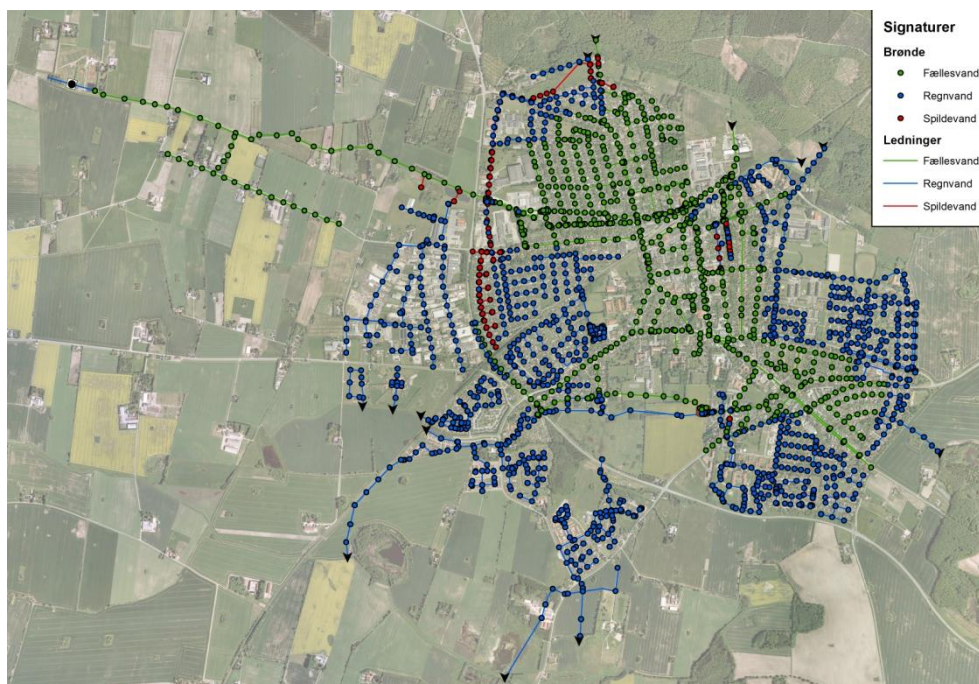 Signaturer
Brønde
Fællesvand
Regnvand
Spildevand
Ledninger
Fællesvand
Regnvand
Spildevand